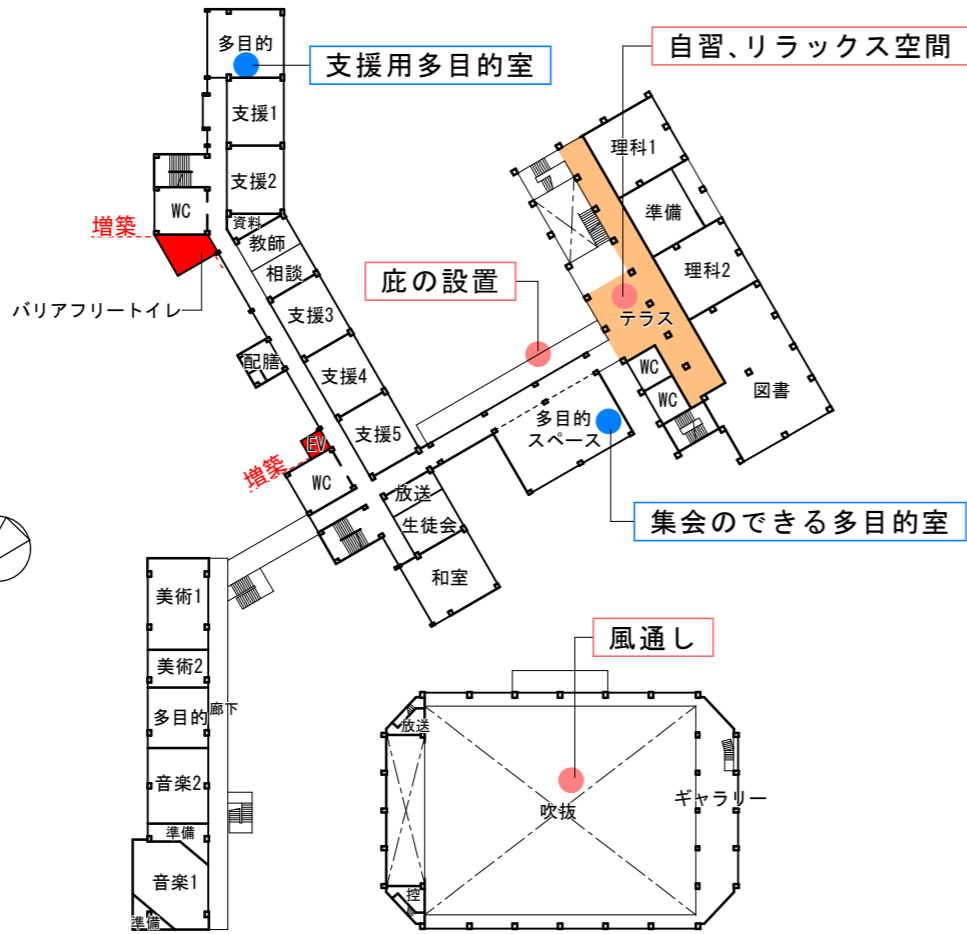 多目的
支援用多目的室
自習、リラックス空間
支援1
支援2
WC
資料
増築
教師
バリアフリートイレ
相談
支援3
配膳
支援4
EV
増築
支援5
WC
理科1
準備
理科2
庇の設置
テラス
WC
WC
図書
多目的
スペース
放送
生徒会
和室
集会のできる多目的室
美術1
美術2
多目的
廊下
音楽2
準備
音楽1
準備
風通し
放送
吹抜
ギャラリー
控